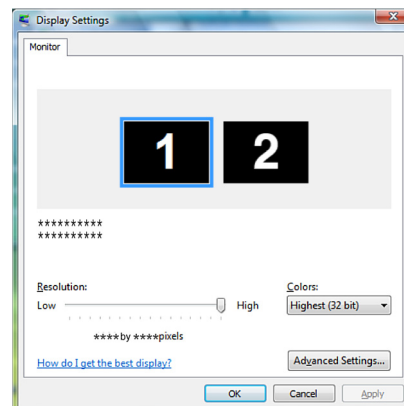 Display Settings
Monitor
1 2
**********
**********
Resolution: Colors:
Low High Highest (32 bit)
****by ****pixels
How do I get the best display? Advanced Settings...
OK Cancel Apply